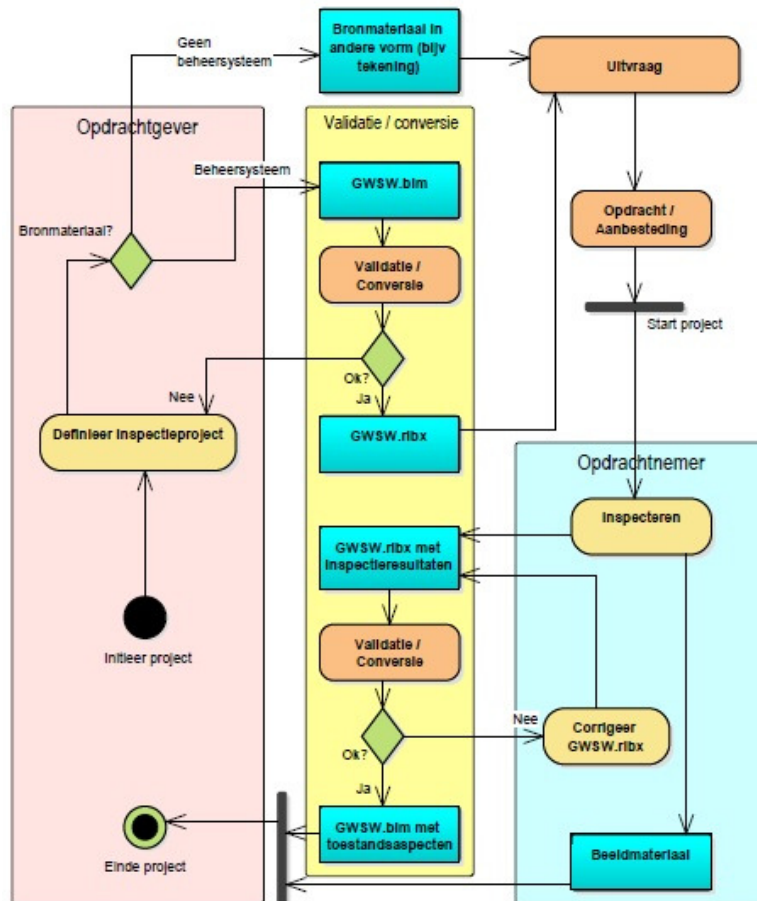 Geen
beheersysteem
Bronmateriaal in
andere vorm (bijv
tekening)
Uitvraag
Opdrachtgever
Validatie / conversie
Beheersysteem
GWSW.bim
Opdracht /
Aanbesteding
Bronmateriaal?
Validatie /
Conversie
Start project
Ok?
Nee
Ja
Definieer Inspectieproject
GWSW.ribx
Opdrachtnemer
Inspecteren
GWSW.ribx met
Inspectieresultaten
Initieer project
Validatie /
Conversie
Nee
Corrigeer
GWSW.ribx
Ok?
Ja
GWSW.bim met
toestandsaspecten
Beeldmateriaal
Einde project